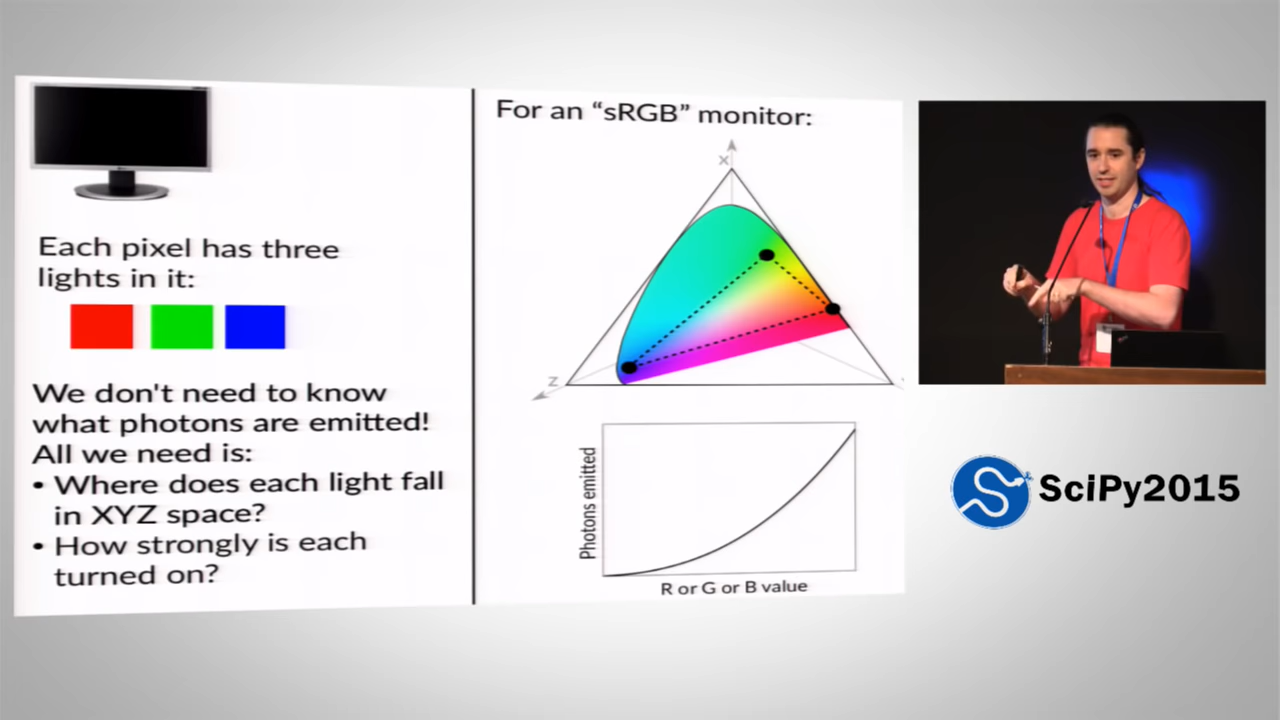 Each pixel has three
lights in it:
We don't need to know
what photons are emitted!
All we need is:
• Where does each light fall
in XYZ space?
• How strongly is each
turned on?
For an “sRGB” monitor:
X
Z
Photons emitted
R or G or B value
SciPy2015